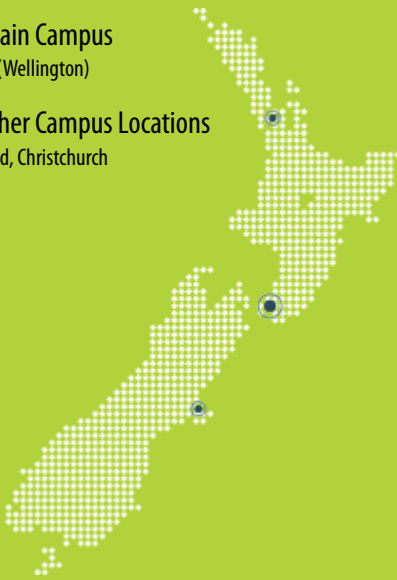 ain Campus
(Wellington)
her Campus Locations
d, Christchurch